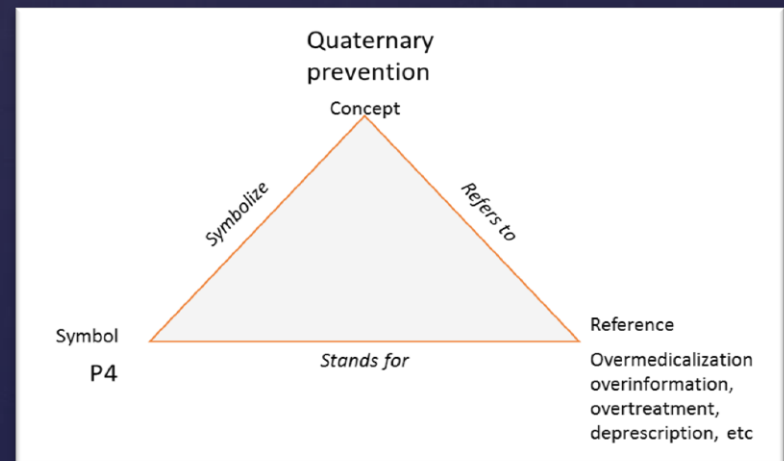 Quaternary
prevention
Concept
Symbolize
Refers to
Symbol
P4
Stands for
Reference
Overmedicalization
overinformation,
overtreatment,
deprescription, etc